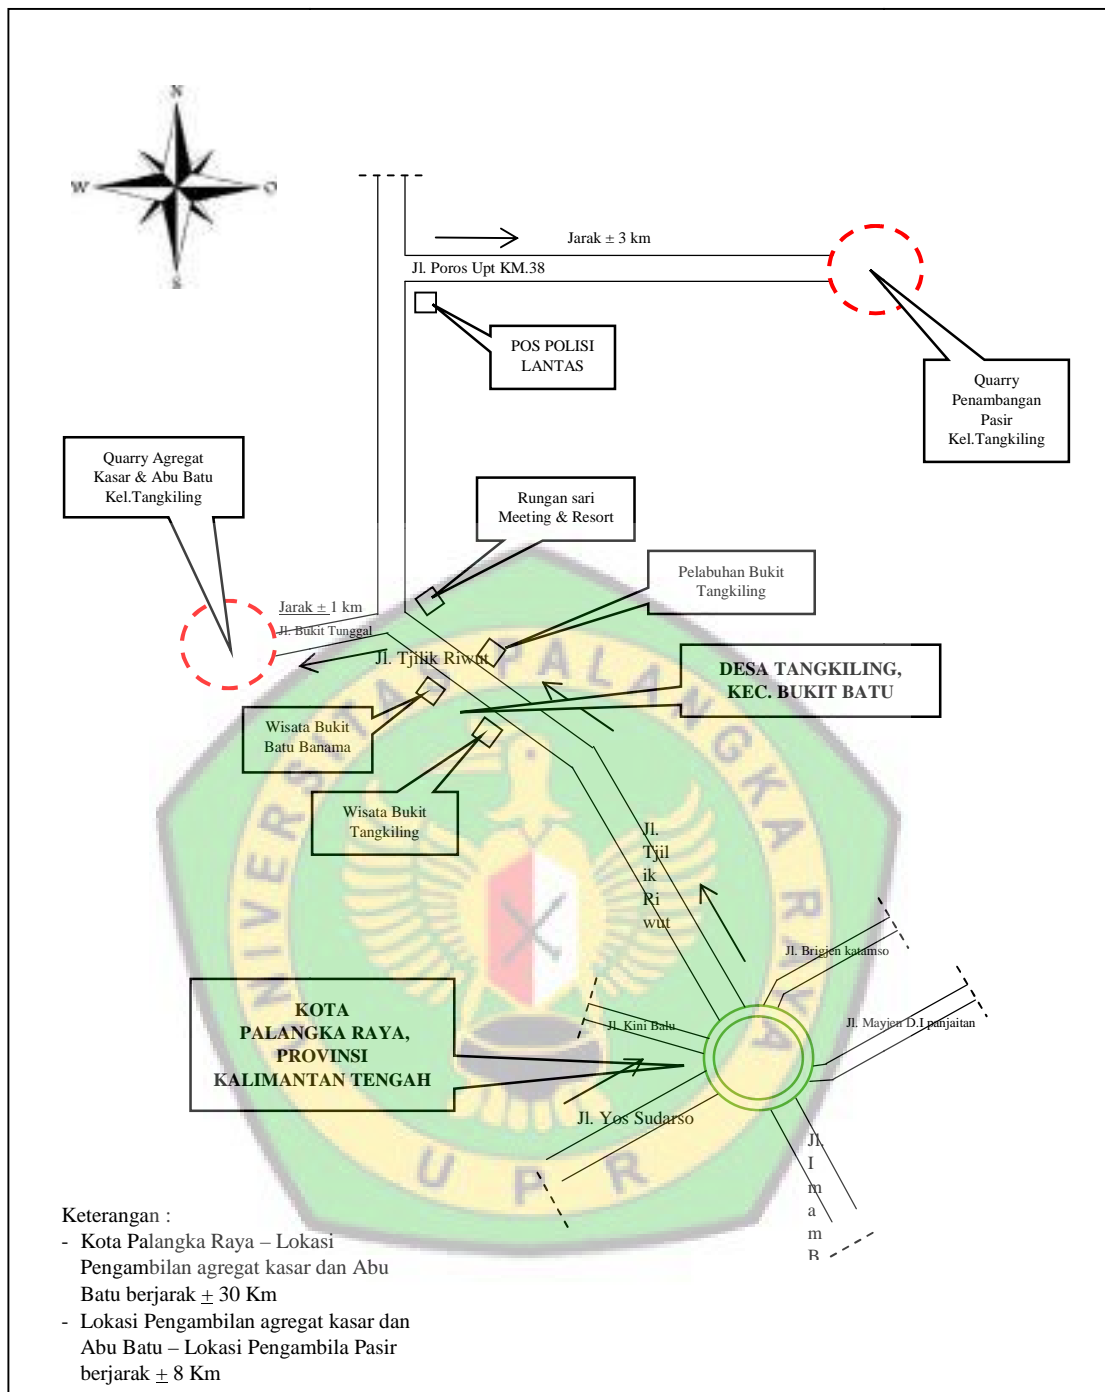 N
W
O
S
Jarak ± 3 km
Jl. Poros Upt KM.38
POS POLISI
LANTAS
Quarry
Penambangan
Pasir
Kel.Tangkiling
Quarry Agregat
Kasar & Abu Batu
Kel.Tangkiling
Rungan sari
Meeting & Resort
Pelabuhan Bukit
Tangkiling
Jarak ± 1 km
Jl. Bukit Tunggal
Jl. Tjilik Riwut
DESA TANGKILING,
KEC. BUKIT BATU
Wisata Bukit
Batu Banama
Wisata Bukit
Tangkiling
Jl.
Tjil
ik
Ri
wut
Jl. Brigjen katamso
Jl. Mayjen D.I panjaitan
Jl. Kini Balu
KOTA
PALANGKA RAYA,
PROVINSI
KALIMANTAN TENGAH
Jl. Yos Sudarso
Jl.
I
m
a
m
B
UNIVERSITAS PALANGKA RAYA
UPR
Keterangan :
- Kota Palangka Raya – Lokasi
Pengambilan agregat kasar dan Abu
Batu berjarak ± 30 Km
- Lokasi Pengambilan agregat kasar dan
Abu Batu – Lokasi Pengambila Pasir
berjarak ± 8 Km